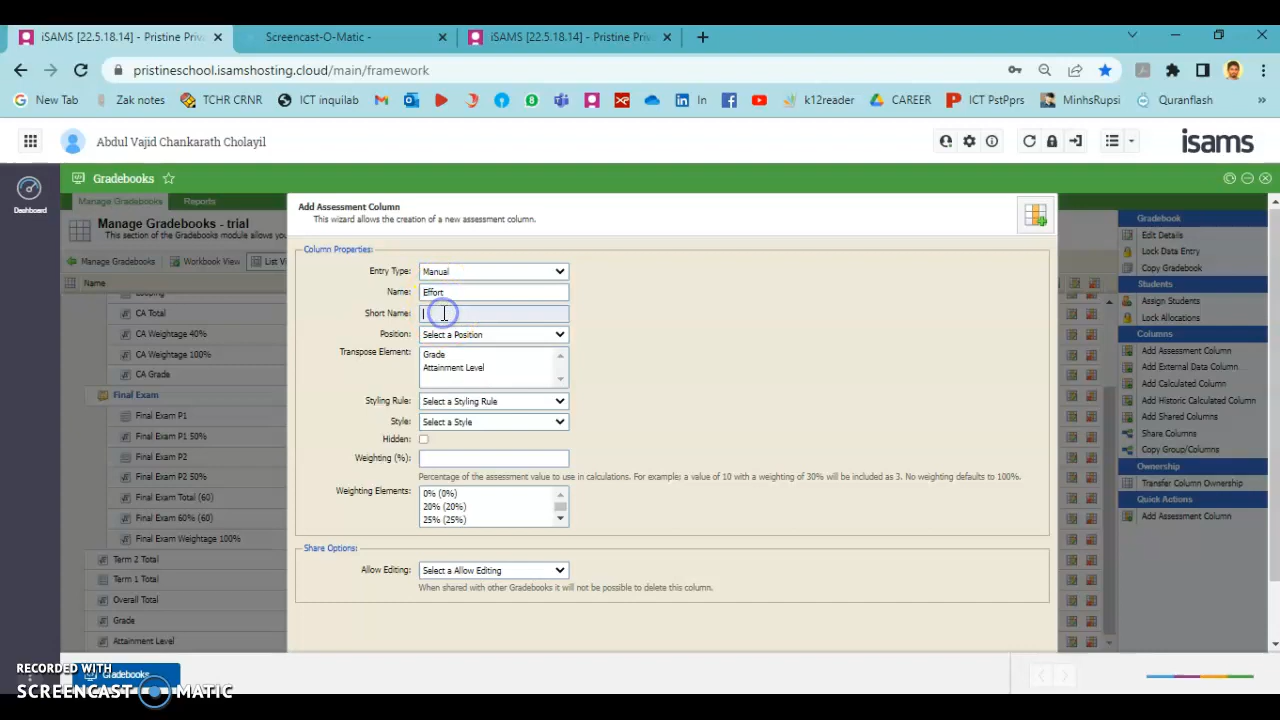 iSAMS [22.5.18.14] - Pristine Priva
Screencast-O-Matic -
iSAMS [22.5.18.14] - Pristine Priv
pristineschool.isamshosting.cloud/main/framework
New Tab
Zak notes
TCHR CRNR
ICT inquilab
In
k12reader
CAREER
ICT PstPprs
MinhsRupsi
Quranflash
Abdul Vajid Chankarath Cholayil
isams
Dashboard
Gradebooks
Manage Gradebooks
Reports
Manage Gradebooks - trial
This section of the Gradebooks module allows you
Manage Gradebooks
Workbook View
List V
Name
CA Total
CA Weightage 40%
CA Weightage 100%
CA Grade
Final Exam
Final Exam P1
Final Exam P1 50%
Final Exam P2
Final Exam P2 50%
Final Exam Total (60)
Final Exam 60% (60)
Final Exam Weightage 100%
Term 2 Total
Term 1 Total
Overall Total
Grade
Attainment Level
Add Assessment Column
This wizard allows the creation of a new assessment column.
Column Properties:
Entry Type: Manual
Name: Effort
Short Name:
Position: Select a Position
Transpose Element: Grade
Attainment Level
Styling Rule: Select a Styling Rule
Style: Select a Style
Hidden:
Weighting (%):
Percentage of the assessment value to use in calculations. For example; a value of 10 with a weighting of 30% will be included as 3. No weighting defaults to 100%.
Weighting Elements: 0% (0%)
20% (20%)
25% (25%)
Share Options:
Allow Editing: Select a Allow Editing
When shared with other Gradebooks it will not be possible to delete this column.
Gradebook
Edit Details
Lock Data Entry
Copy Gradebook
Students
Assign Students
Lock Allocations
Columns
Add Assessment Column
Add External Data Column...
Add Calculated Column
Add Historic Calculated Column
Add Shared Columns
Share Columns
Copy Group/Columns
Ownership
Transfer Column Ownership
Quick Actions
Add Assessment Column
Gradebooks
RECORDED WITH
SCREENCAST MATIC